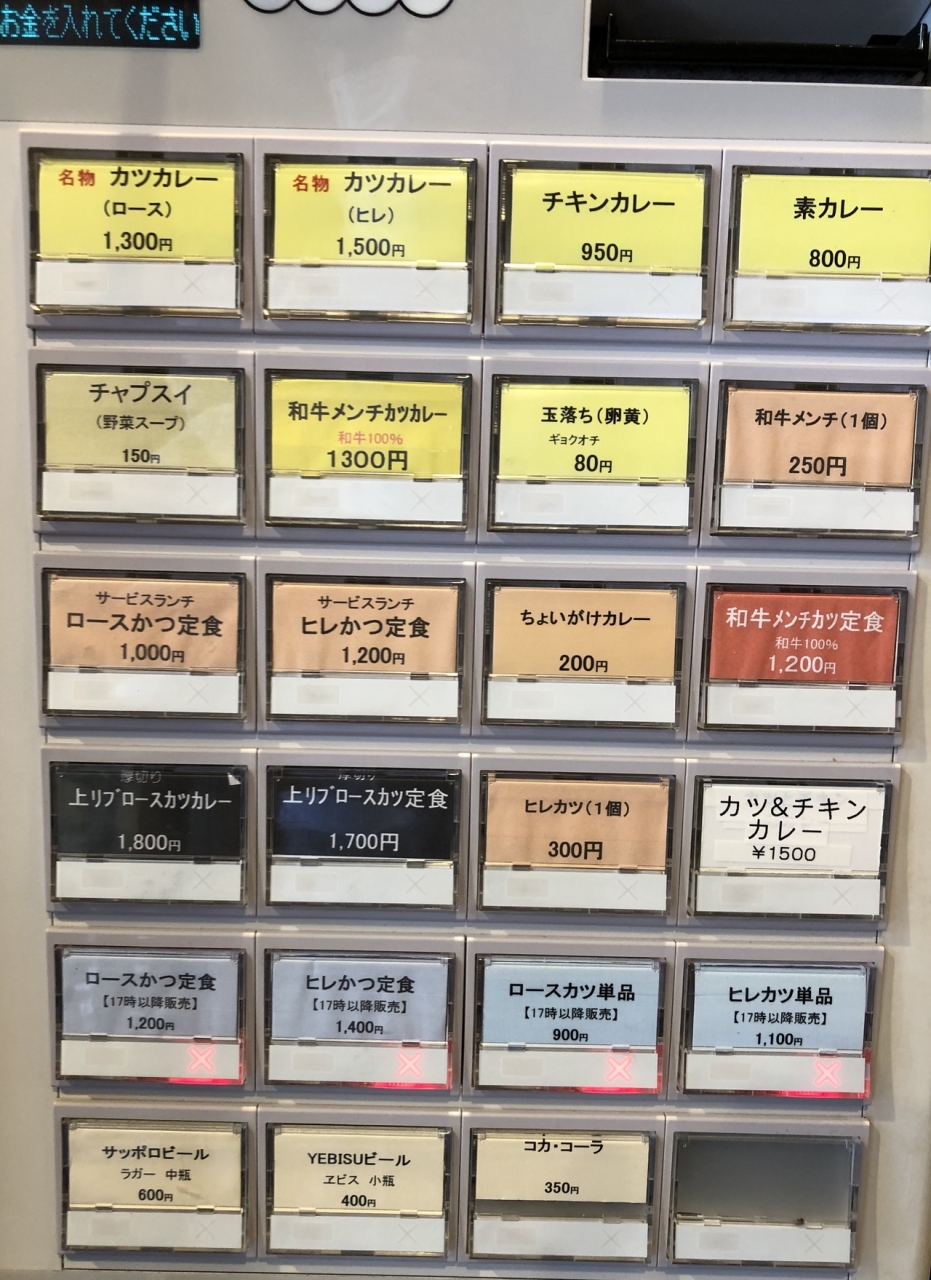 お金を入れてください
名物 カツカレー
(ロース)
1,300円
名物 カツカレー
(ヒレ)
1,500円
チキンカレー
950円
素カレー
800円
チャプスイ
(野菜スープ)
150円
和牛メンチカツカレー
和牛100%
1300円
玉落ち(卵黄)
ギョクオチ
80円
和牛メンチ(1個)
250円
サービスランチ
ロースかつ定食
1,000円
サービスランチ
ヒレかつ定食
1,200円
ちょいがけカレー
200円
和牛メンチカツ定食
和牛100%
1,200円
厚切り
上リブロースカツカレー
1,800円
厚切り
上リブロースカツ定食
1,700円
ヒレカツ(1個)
300円
カツ&チキン
カレー
¥1500
ロースかつ定食
【17時以降販売】
1,200円
ヒレかつ定食
【17時以降販売】
1,400円
ロースカツ単品
【17時以降販売】
900円
ヒレカツ単品
【17時以降販売】
1,100円
サッポロビール
ラガー 中瓶
600円
YEBISUビール
ヱビス 小瓶
400円
コカ・コーラ
350円